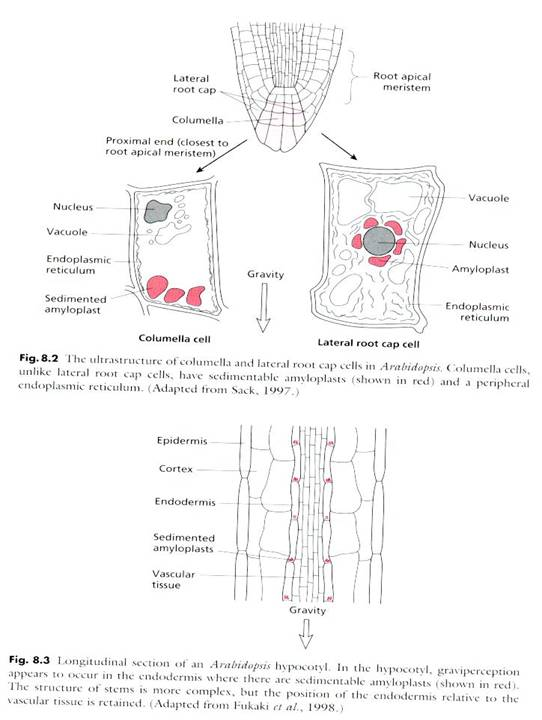 Lateral
root cap
Root apical
meristem
Columella
Proximal end (closest to
root apical meristem)
Nucleus
Vacuole
Endoplasmic
reticulum
Sedimented
amyloplast
Gravity
Vacuole
Nucleus
Amyloplast
Endoplasmic
reticulum
Columella cell
Lateral root cap cell
Fig. 8.2 The ultrastructure of columella and lateral root cap cells in Arabidopsis. Columella cells,
unlike lateral root cap cells, have sedimentable amyloplasts (shown in red) and a peripheral
endoplasmic reticulum. (Adapted from Sack, 1997.)
Epidermis
Cortex
Endodermis
Sedimented
amyloplasts
Vascular
tissue
Gravity
Fig. 8.3 Longitudinal section of an Arabidopsis hypocotyl. In the hypocotyl, graviperception
appears to occur in the endodermis where there are sedimentable amyloplasts (shown in red).
The structure of stems is more complex, but the position of the endodermis relative to the
vascular tissue is retained. (Adapted from Fukaki et al., 1998.)